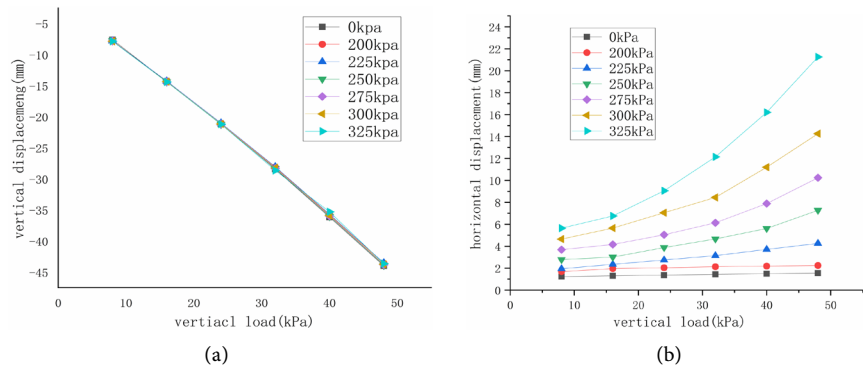 -5
-10
-15
-20
-25
-30
-35
-40
-45
vertical displacemeng(mm)
0kpa
200kpa
225kpa
250kpa
275kpa
300kpa
325kpa
0 10 20 30 40 50
vertiacl load(kPa)
(a)
24
22
20
18
16
14
12
10
8
6
4
2
0
horizontal displacement(mm)
0kPa
200kPa
225kPa
250kPa
275kPa
300kPa
325kPa
0 10 20 30 40 50
vertical load(kPa)
(b)